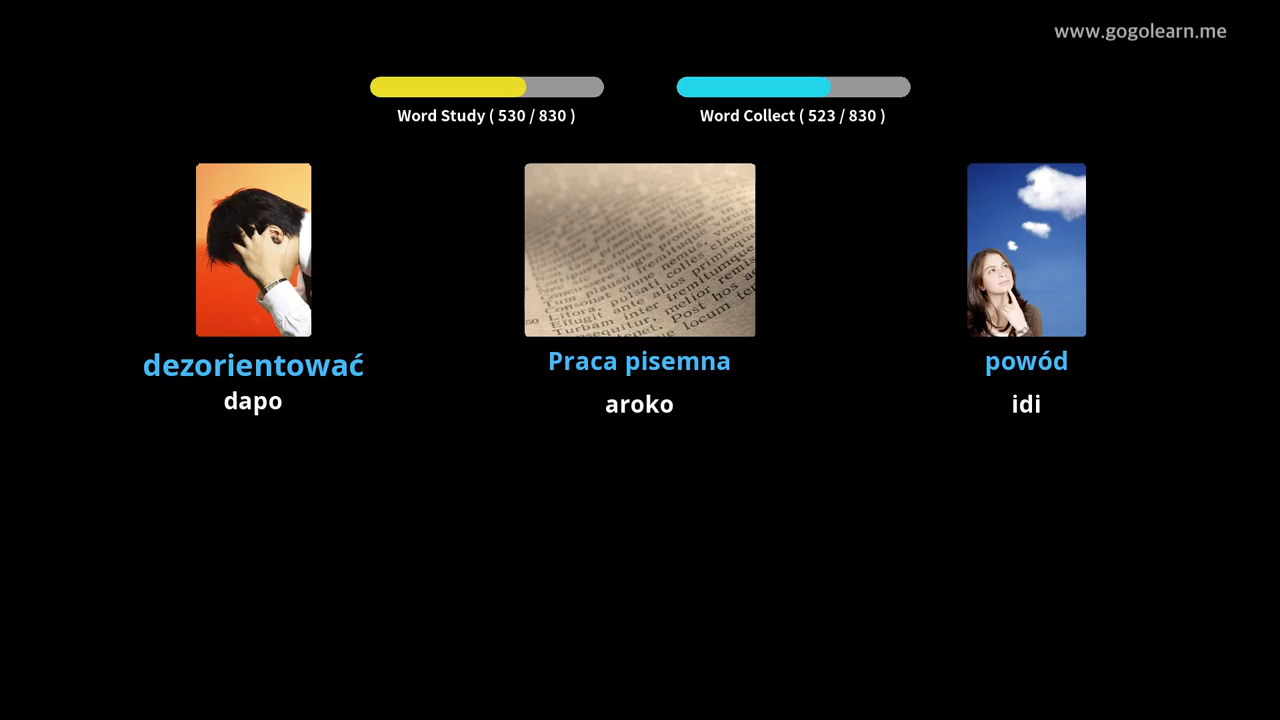 www.gogolearn.me
Word Study ( 530 / 830 )
Word Collect ( 523 / 830 )
dezorientować
dapo
Praca pisemna
aroko
powód
idi